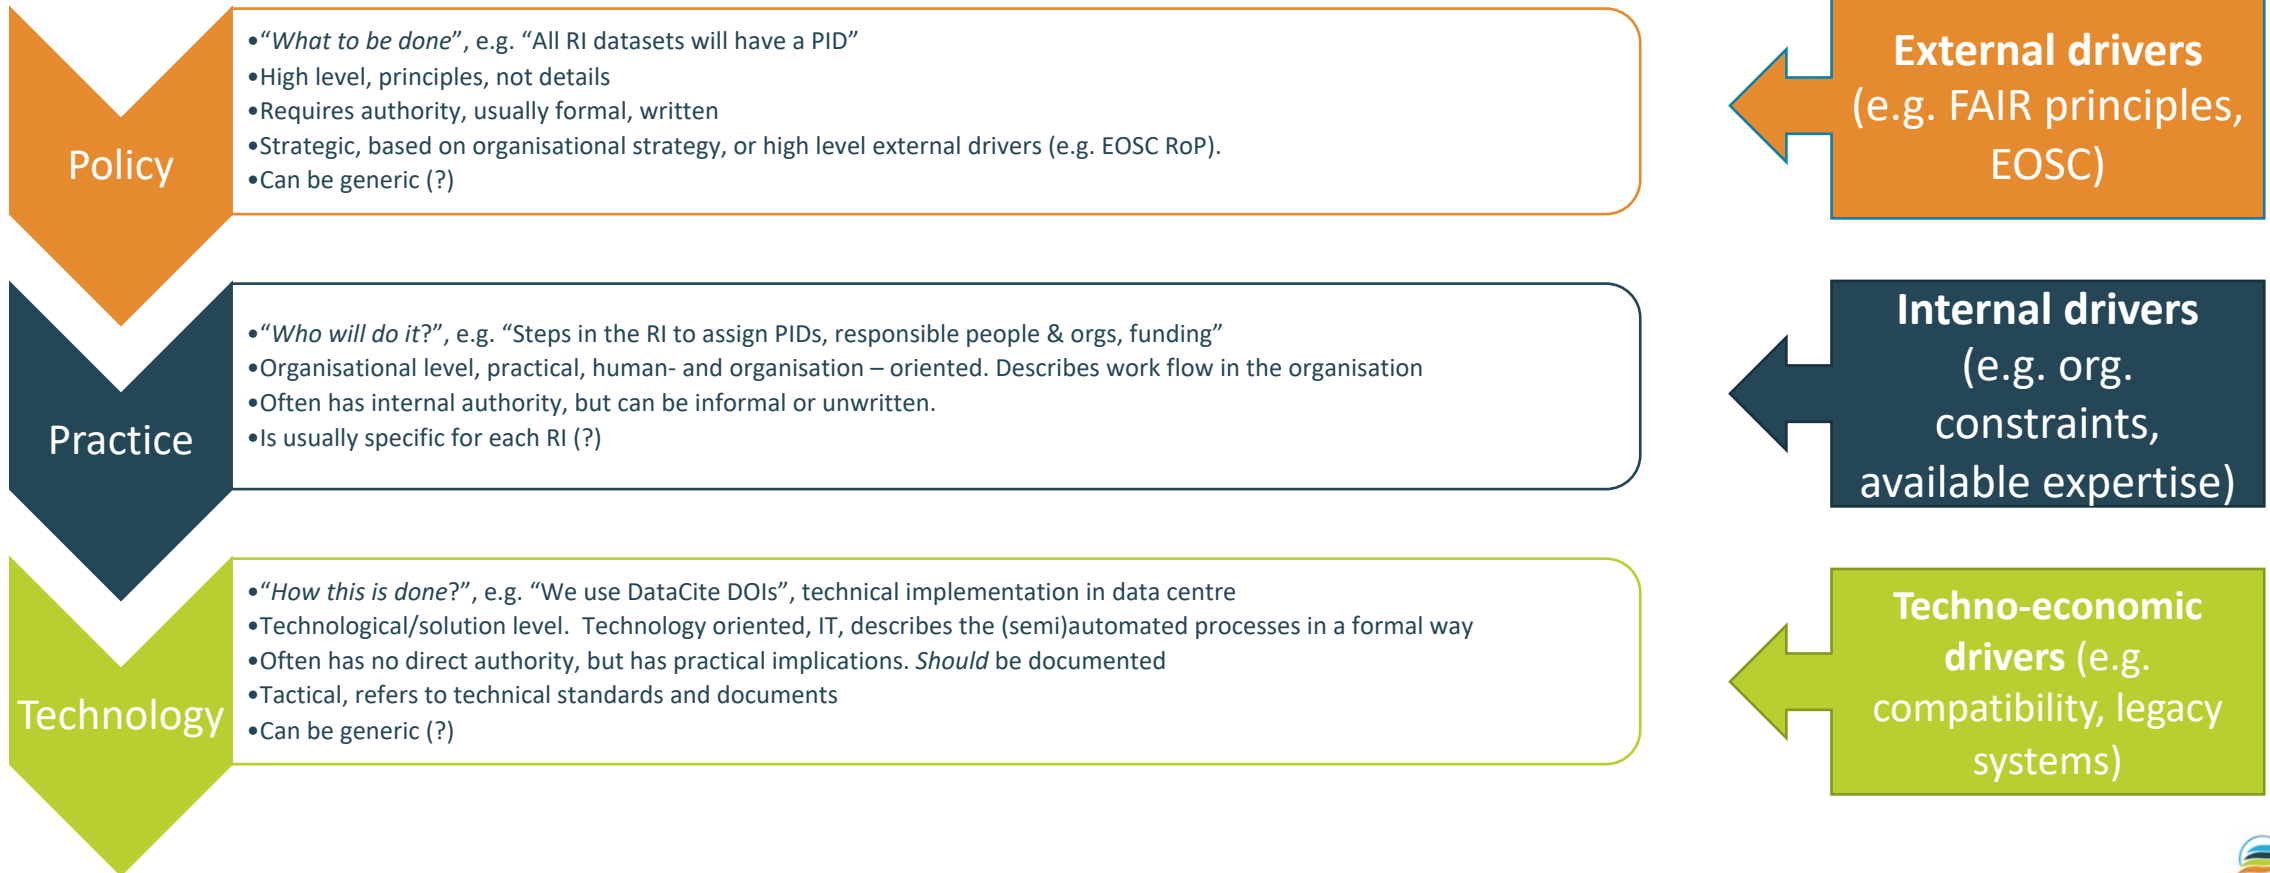 Policy
•“What to be done”, e.g. “All RI datasets will have a PID”
•High level, principles, not details
•Requires authority, usually formal, written
•Strategic, based on organisational strategy, or high level external drivers (e.g. EOSC RoP).
•Can be generic (?)
External drivers
(e.g. FAIR principles,
EOSC)
Practice
•“Who will do it?”, e.g. “Steps in the RI to assign PIDs, responsible people & orgs, funding”
•Organisational level, practical, human- and organisation – oriented. Describes work flow in the organisation
•Often has internal authority, but can be informal or unwritten.
•Is usually specific for each RI (?)
Internal drivers
(e.g. org.
constraints,
available expertise)
Technology
•“How this is done?”, e.g. “We use DataCite DOIs”, technical implementation in data centre
•Technological/solution level.  Technology oriented, IT, describes the (semi)automated processes in a formal way
•Often has no direct authority, but has practical implications. Should be documented
•Tactical, refers to technical standards and documents
•Can be generic (?)
Techno-economic
drivers (e.g.
compatibility, legacy
systems)